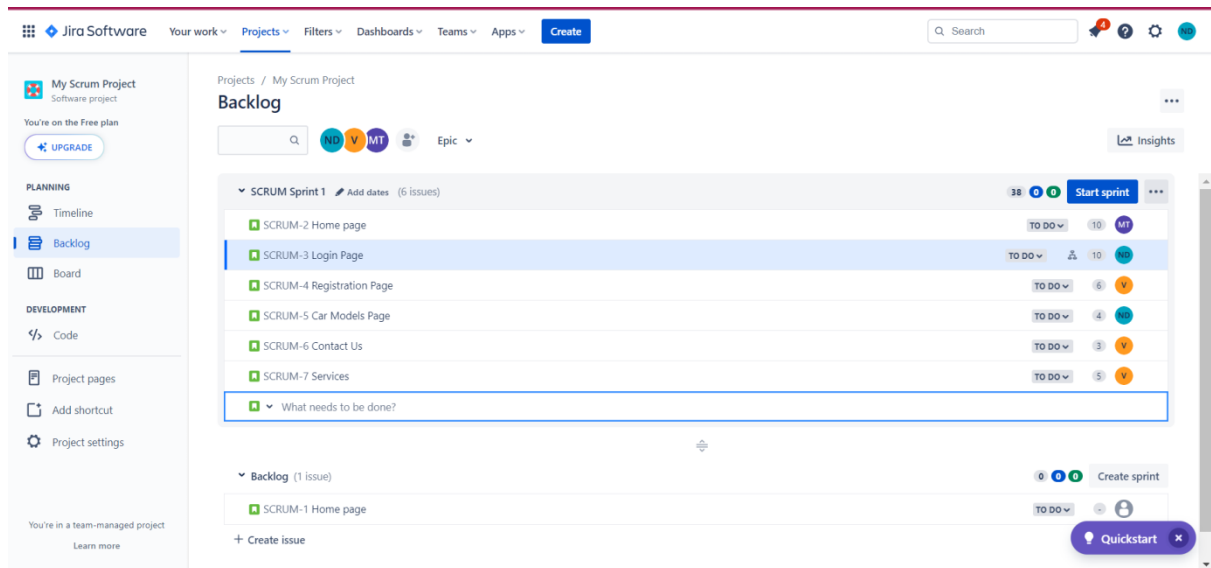 Jira Software Your work Projects Filters Dashboards Teams Apps Create Search 4 ND
My Scrum Project
Software project
You're on the Free plan
UPGRADE
PLANNING
Timeline
Backlog
Board
DEVELOPMENT
Code
Project pages
Add shortcut
Project settings
You're in a team-managed project
Learn more
Projects / My Scrum Project
Backlog
ND V MT Epic Insights
SCRUM Sprint 1 Add dates (6 issues) 38 0 0 Start sprint
SCRUM-2 Home page TO DO 10 MT
SCRUM-3 Login Page TO DO 10 ND
SCRUM-4 Registration Page TO DO 6 V
SCRUM-5 Car Models Page TO DO 4 ND
SCRUM-6 Contact Us TO DO 3 V
SCRUM-7 Services TO DO 5 V
What needs to be done?
Backlog (1 issue) 0 0 0 Create sprint
SCRUM-1 Home page TO DO -
+ Create issue
Quickstart